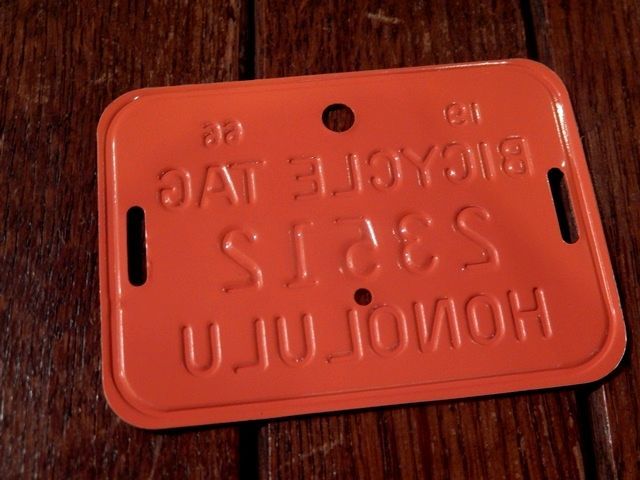 19 66
BICYCLE TAG
23512
HONOLULU